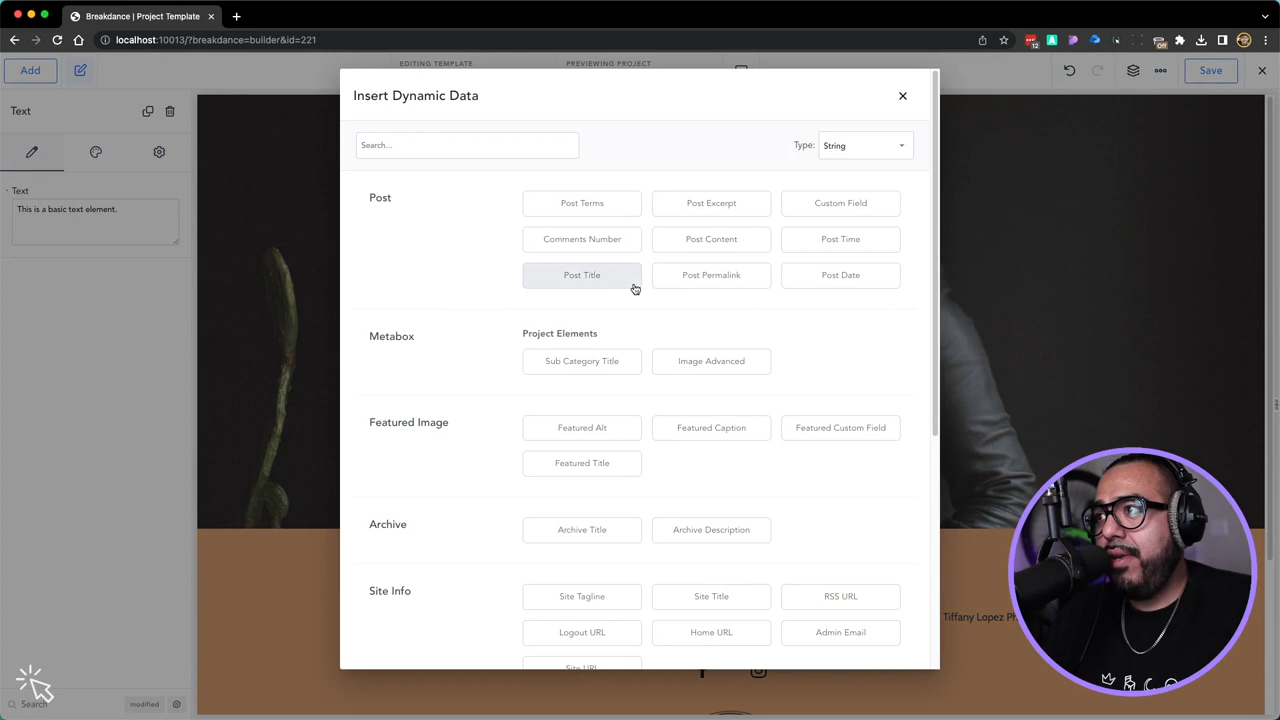 Breakdance | Project Template
localhost:10013/?breakdance=builder&id=221
12
Off
Add
EDITING TEMPLATE
PREVIEWING PROJECT
Save
Text
Text
This is a basic text element.
Insert Dynamic Data
Search...
Type:
String
Post
Post Terms
Post Excerpt
Custom Field
Comments Number
Post Content
Post Time
Post Title
Post Permalink
Post Date
Metabox
Project Elements
Sub Category Title
Image Advanced
Featured Image
Featured Alt
Featured Caption
Featured Custom Field
Featured Title
Archive
Archive Title
Archive Description
Site Info
Site Tagline
Site Title
RSS URL
Logout URL
Home URL
Admin Email
Site URL
Tiffany Lopez
Search
modified